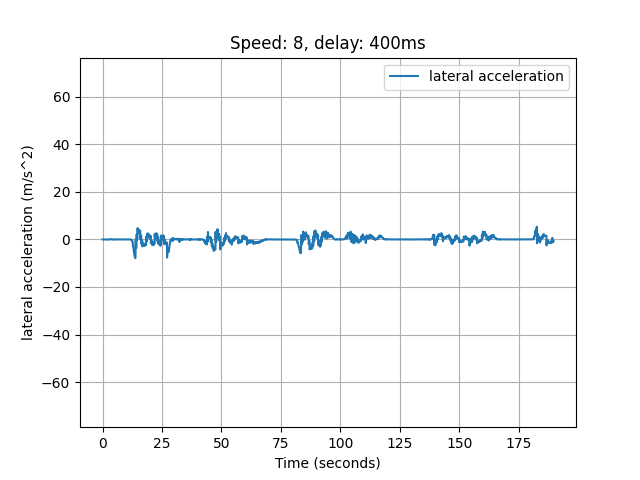 Speed: 8, delay: 400ms
lateral acceleration
lateral acceleration (m/s^2)
60
40
20
0
−20
−40
−60
0 25 50 75 100 125 150 175
Time (seconds)